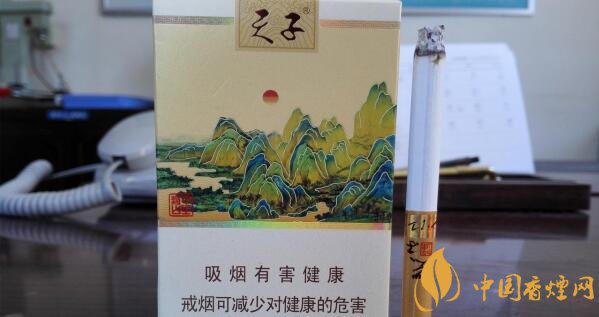 天子®
吸烟有害健康
戒烟可减少对健康的危害
中国香烟网